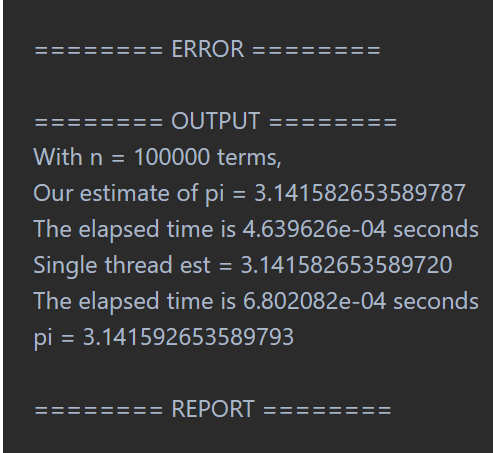 ======== ERROR ========
======== OUTPUT ========
With n = 100000 terms,
Our estimate of pi = 3.141582653589787
The elapsed time is 4.639626e-04 seconds
Single thread est = 3.141582653589720
The elapsed time is 6.802082e-04 seconds
pi = 3.141592653589793
======== REPORT ========